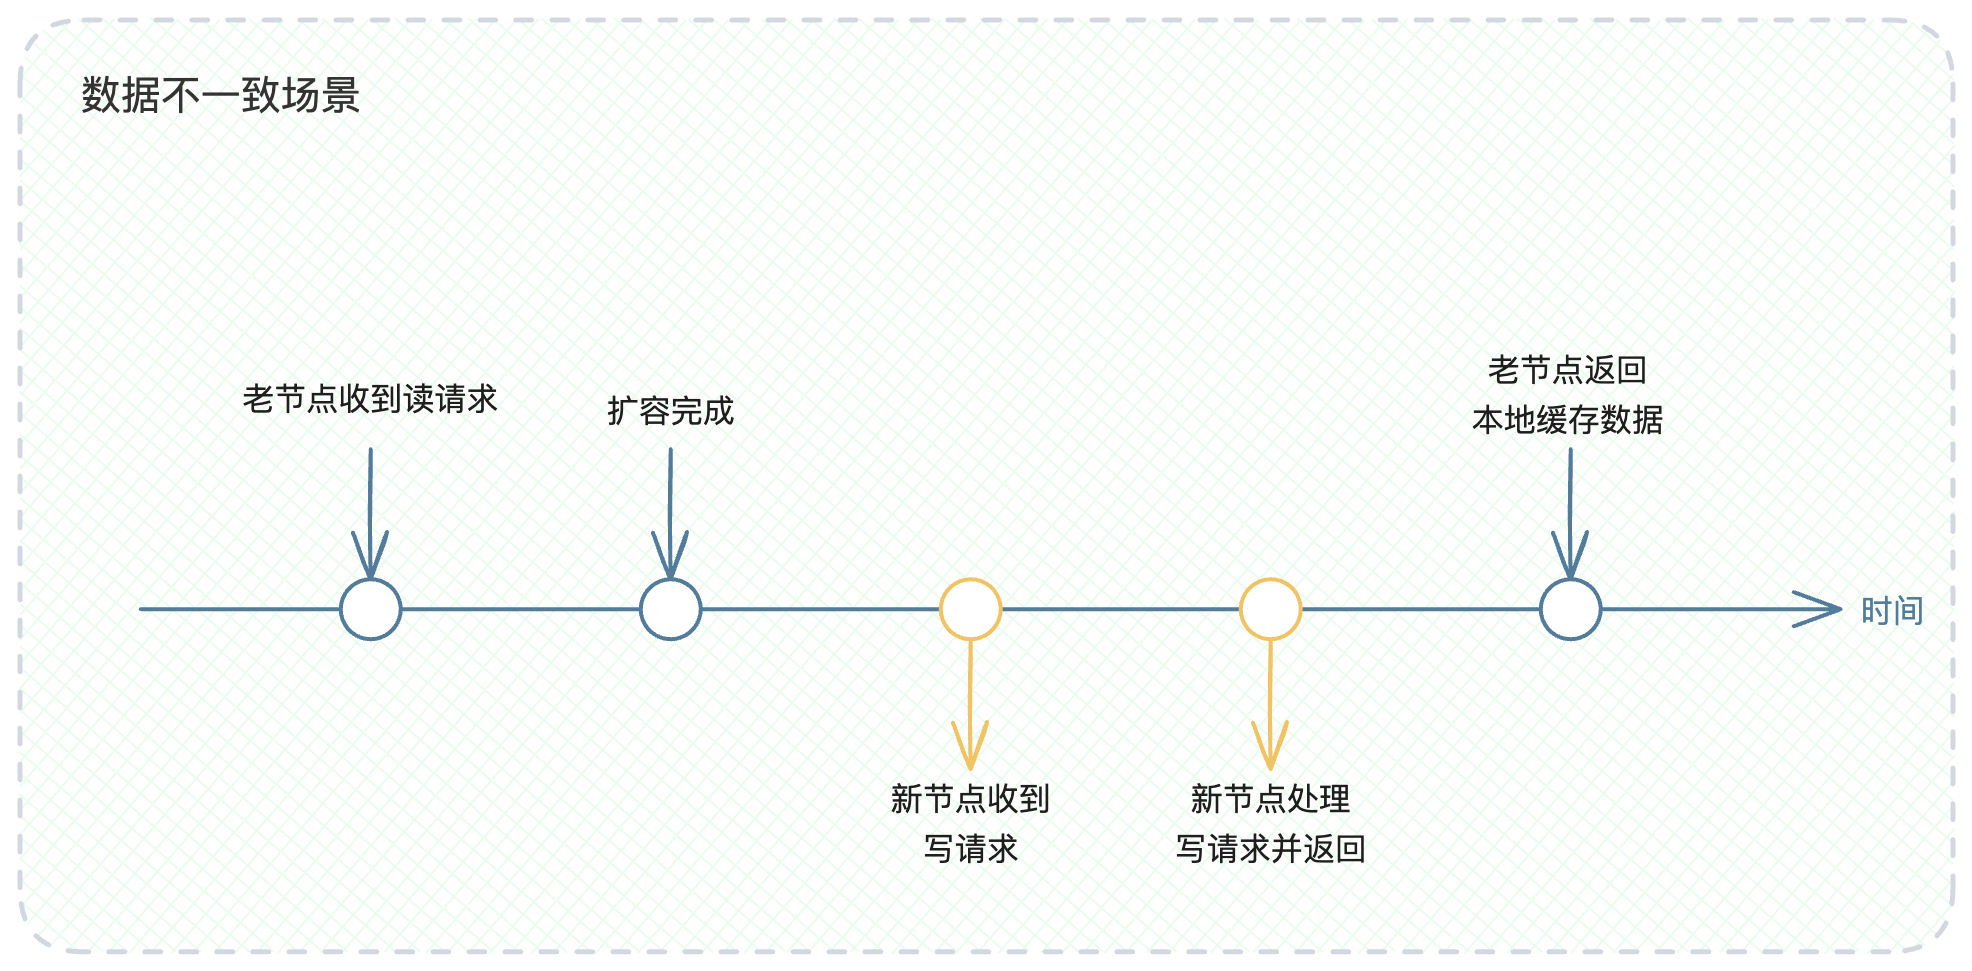 数据不一致场景
老节点收到读请求
扩容完成
老节点返回
本地缓存数据
时间
新节点收到
写请求
新节点处理
写请求并返回